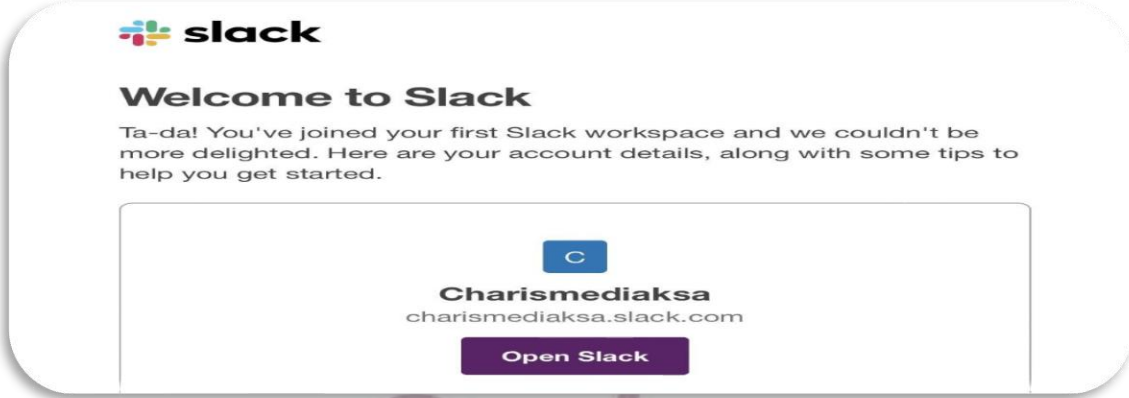 slack
Welcome to Slack
Ta-da! You've joined your first Slack workspace and we couldn't be
more delighted. Here are your account details, along with some tips to
help you get started.
C
Charismediaksa
charismediaksa.slack.com
Open Slack